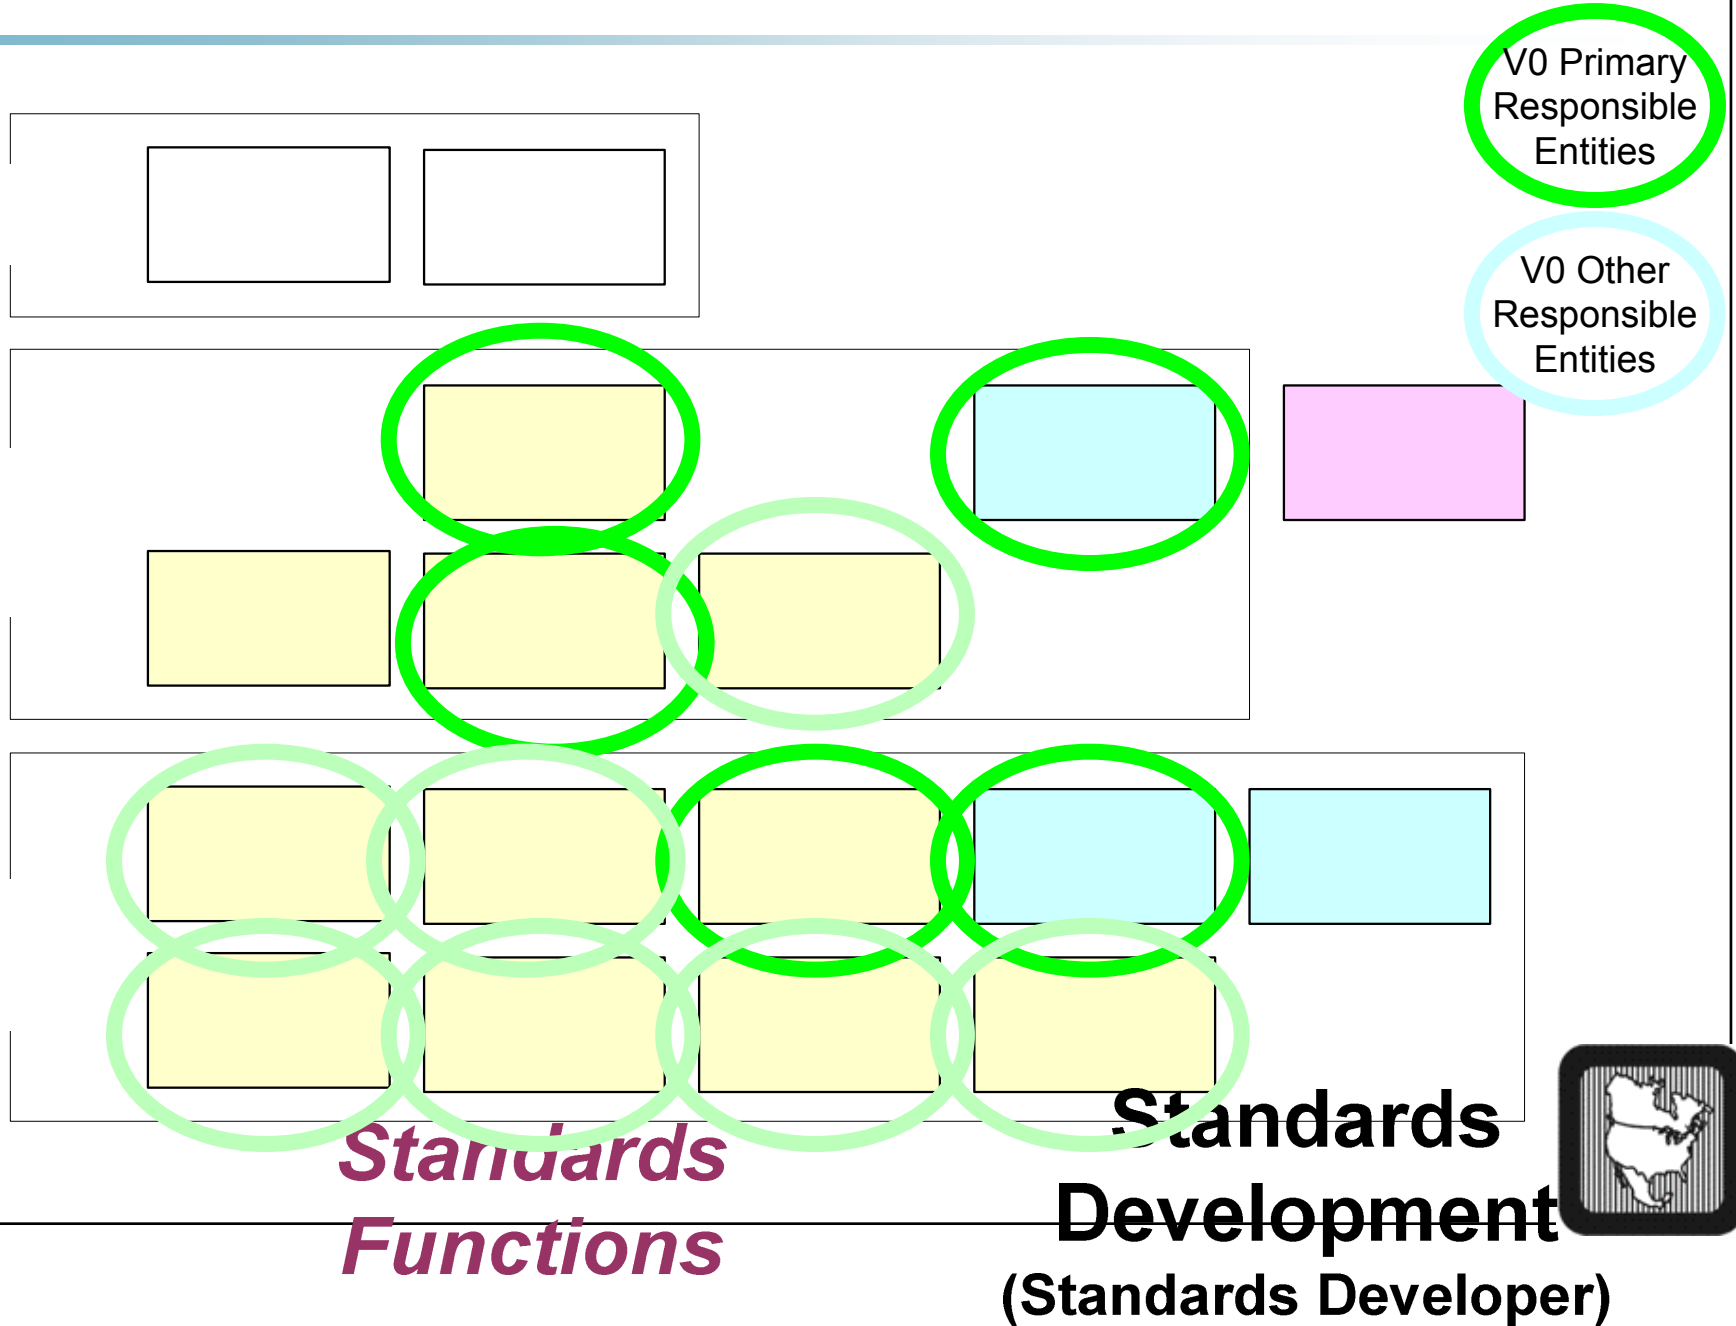 V0 Primary
Responsible
Entities
V0 Other
Responsible
Entities
Standards
Functions
Standards
Development
(Standards Developer)